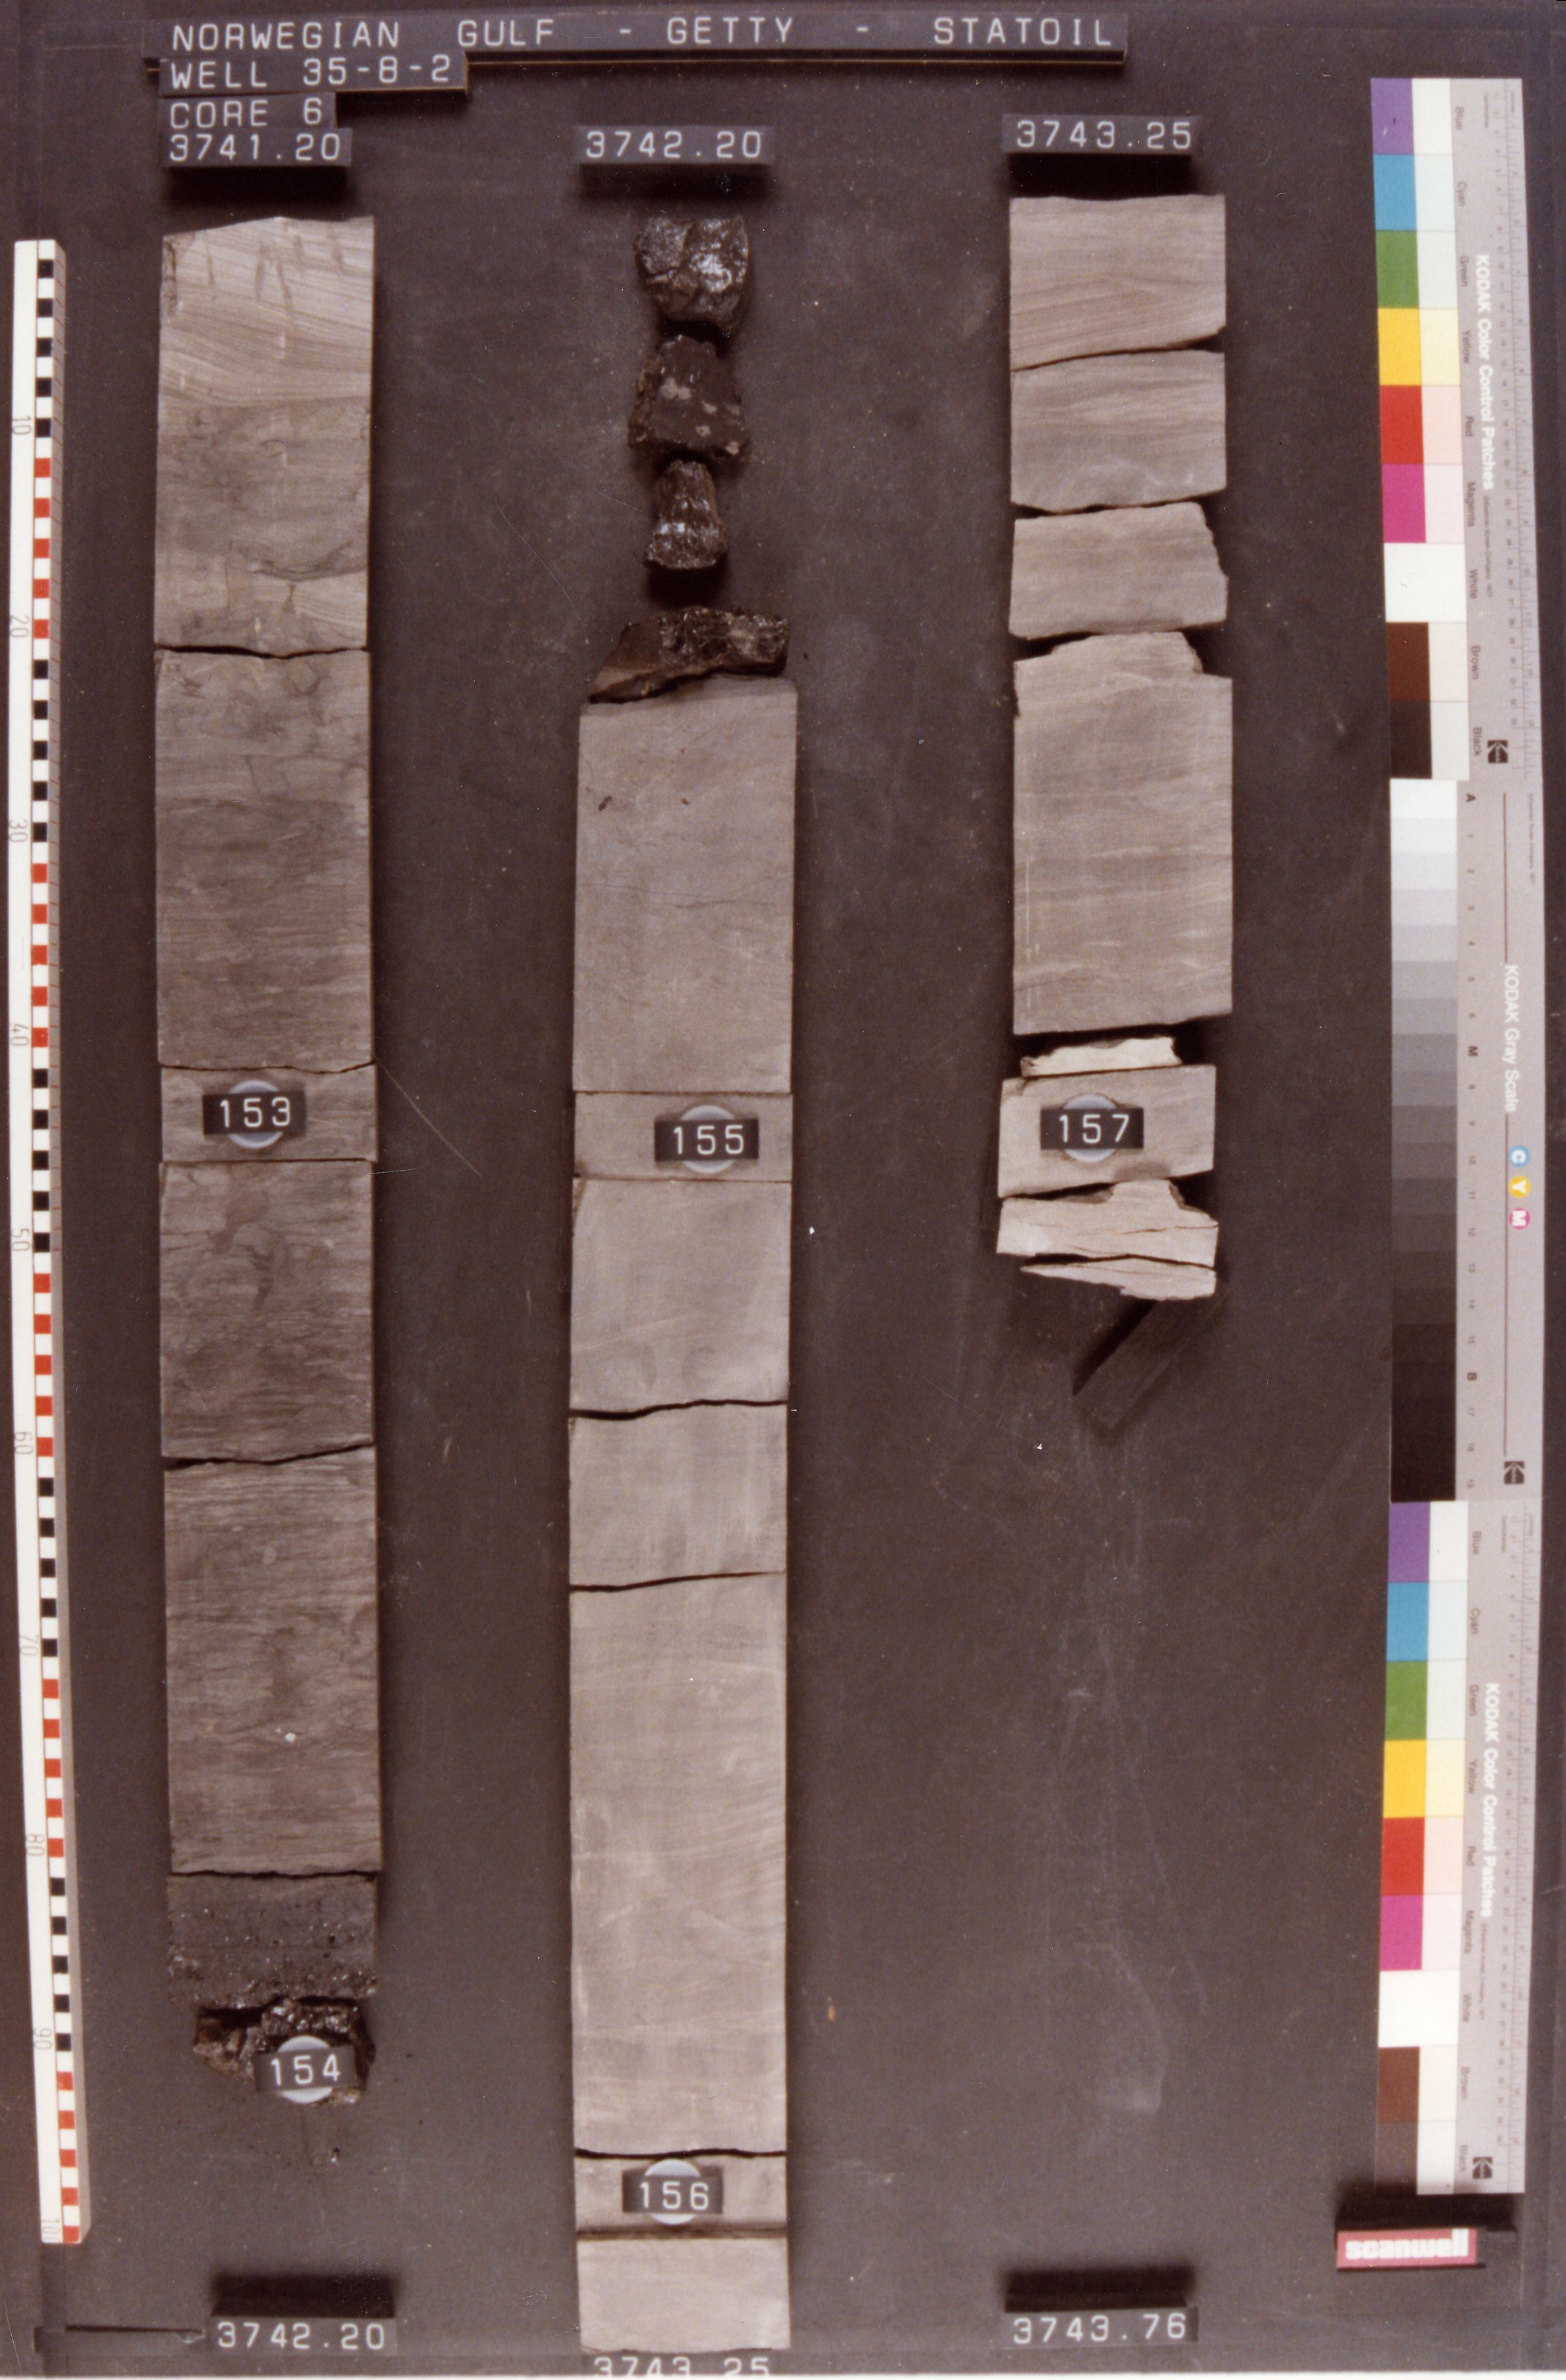 NORWEGIAN GULF - GETTY - STATOIL
WELL 35-8-2
CORE 6
3741.20
3742.20
3743.25
10
20
30
40
50
60
70
80
90
10
153
154
3742.20
155
156
3743.25
157
3743.76
KODAK Color Control Patches
Blue
Cyan
Green
Yellow
Red
Magenta
White
Brown
Black
KODAK Gray Scale
C Y M
A
1
2
3
4
5
6
M
8
9
10
11
12
13
14
15
B
17
18
19
KODAK Color Control Patches
Blue
Cyan
Green
Yellow
Red
Magenta
White
Brown
Black
scanwell